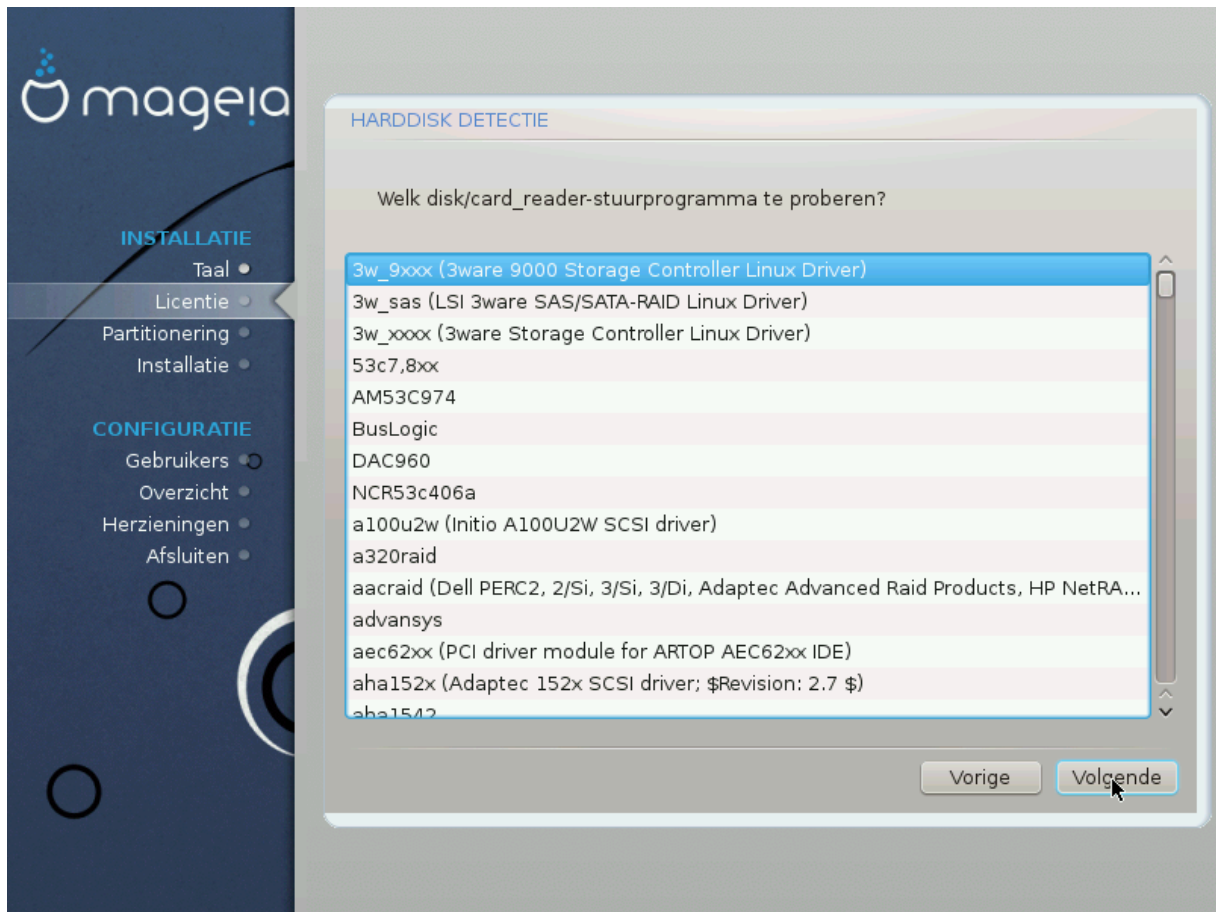 mageia
INSTALLATIE
Taal
Licentie
Partitionering
Installatie
CONFIGURATIE
Gebruikers
Overzicht
Herzieningen
Afsluiten
HARDDISK DETECTIE
Welk disk/card_reader-stuurprogramma te proberen?
3w_9xxx (3ware 9000 Storage Controller Linux Driver)
3w_sas (LSI 3ware SAS/SATA-RAID Linux Driver)
3w_xxxx (3ware Storage Controller Linux Driver)
53c7,8xx
AM53C974
BusLogic
DAC960
NCR53c406a
a100u2w (Initio A100U2W SCSI driver)
a320raid
aacraid (Dell PERC2, 2/Si, 3/Si, 3/Di, Adaptec Advanced Raid Products, HP NetRA...
advansys
aec62xx (PCI driver module for ARTOP AEC62xx IDE)
aha152x (Adaptec 152x SCSI driver; $Revision: 2.7 $)
aha1542
Vorige
Volgende